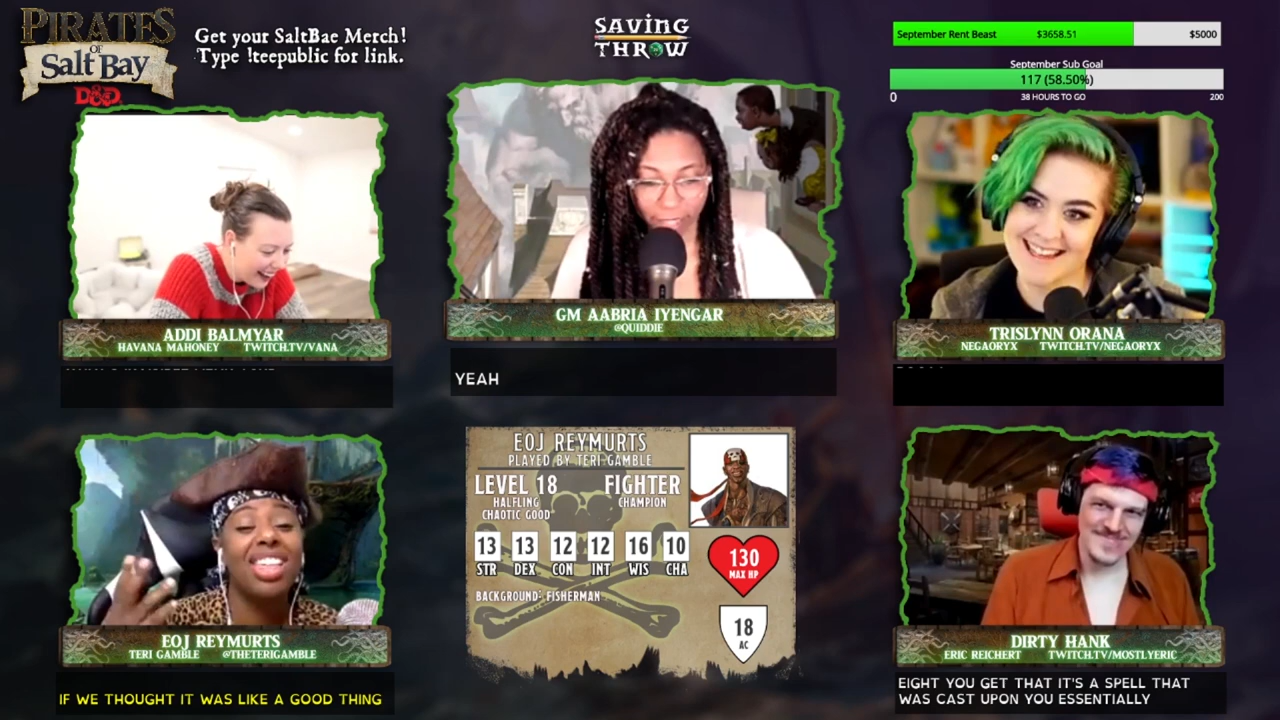 PIRATES
OF
Salt Bay
D&D
Get your SaltBae Merch!
Type !teepublic for link.
SAVING
THROW
September Rent Beast $3658.51 $5000
September Sub Goal
117 (58.50%)
0 38 HOURS TO GO 200
ADDI BALMYAR
HAVANA MAHONEY TWITCH.TV/VANA
GM AABRIA IYENGAR
@QUIDDIE
YEAH
TRISLYNN ORANA
NEGAORYX TWITCH.TV/NEGAORYX
EOJ REYMURTS
PLAYED BY TERI GAMBLE
LEVEL 18 FIGHTER
HALFLING CHAMPION
CHAOTIC GOOD
13 13 12 12 16 10
STR DEX CON INT WIS CHA
130
MAX HP
BACKGROUND: FISHERMAN
18
AC
EOJ REYMURTS
TERI GAMBLE @THETERIGAMBLE
IF WE THOUGHT IT WAS LIKE A GOOD THING
DIRTY HANK
ERIC REICHERT TWITCH.TV/MOSTLYERIC
EIGHT YOU GET THAT IT'S A SPELL THAT
WAS CAST UPON YOU ESSENTIALLY